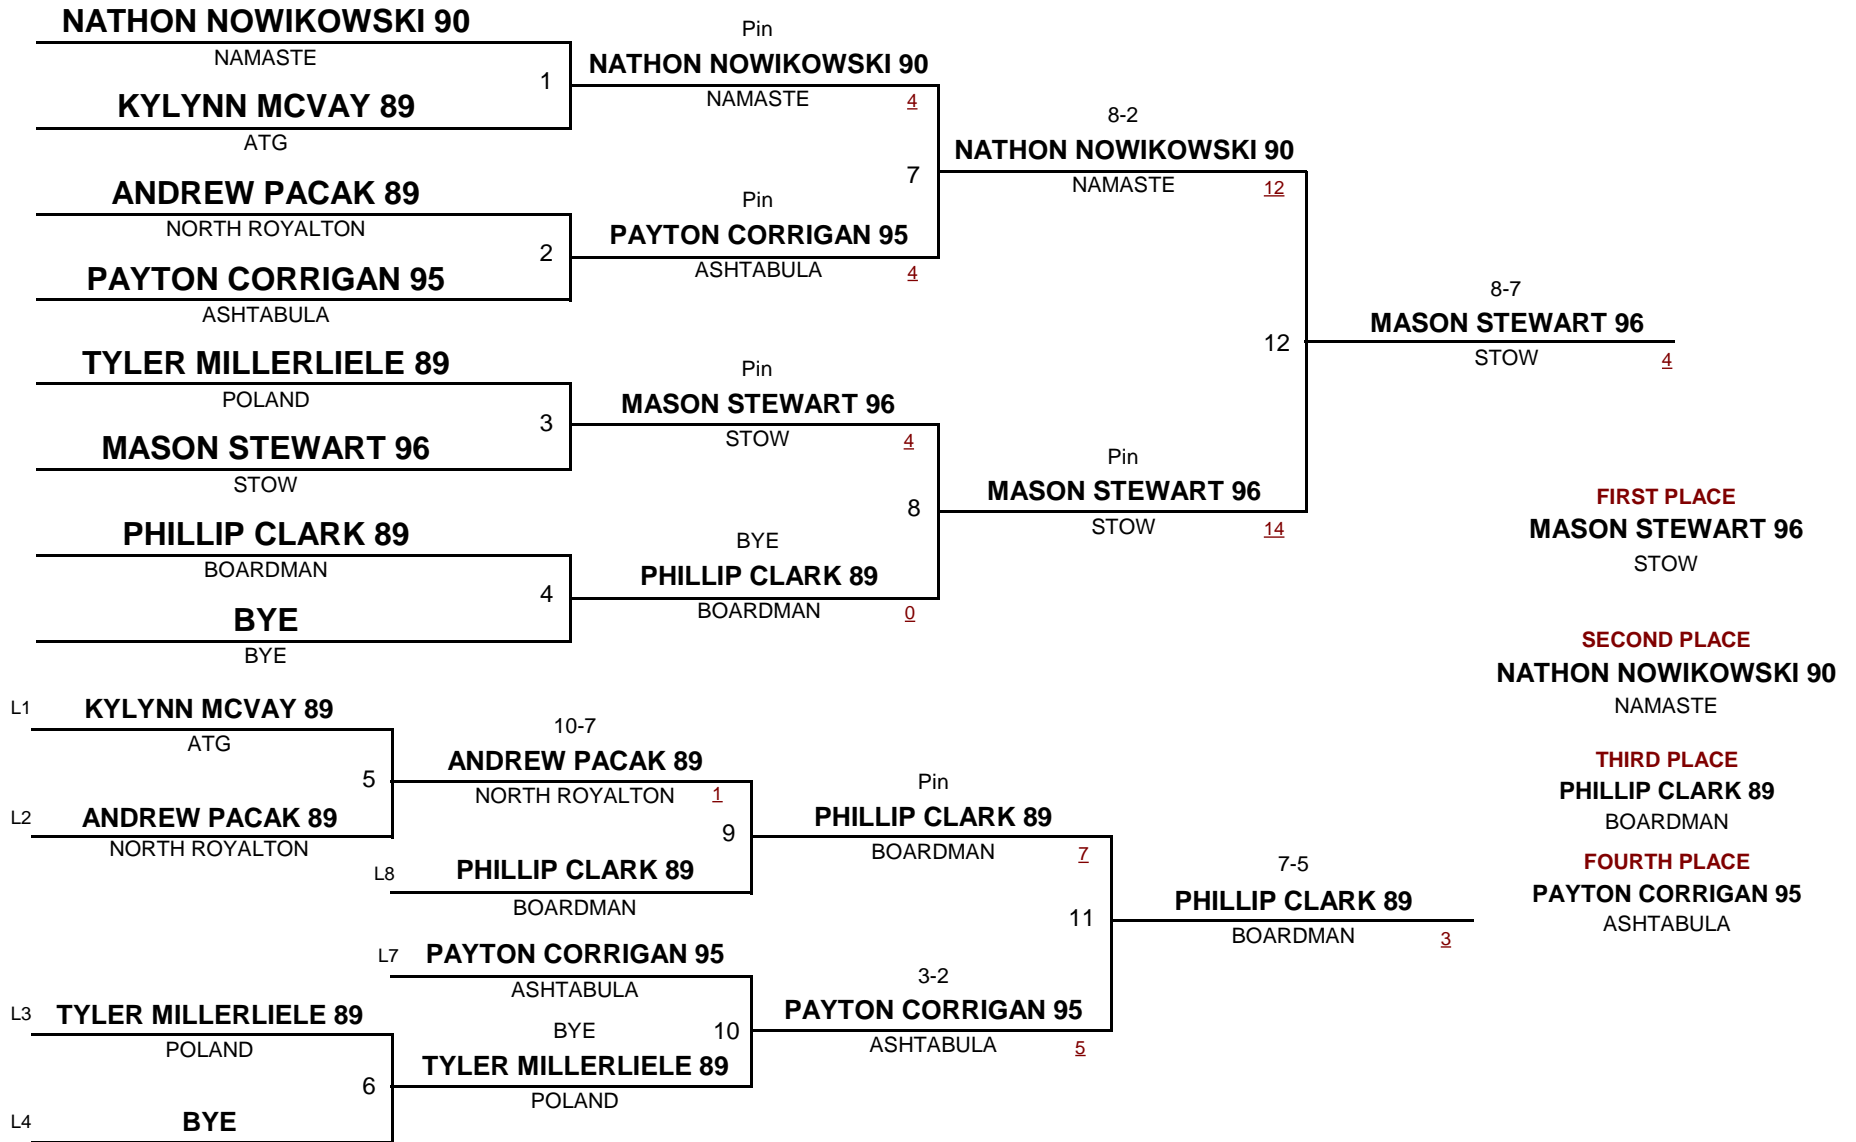 NATHON NOWIKOWSKI 90
NAMASTE
1
KYLYNN MCVAY 89
ATG
ANDREW PACAK 89
NORTH ROYALTON
2
PAYTON CORRIGAN 95
ASHTABULA
TYLER MILLERLIELE 89
POLAND
3
MASON STEWART 96
STOW
PHILLIP CLARK 89
BOARDMAN
4
BYE
BYE
Pin
NATHON NOWIKOWSKI 90
NAMASTE 4
7
Pin
PAYTON CORRIGAN 95
ASHTABULA 4
Pin
MASON STEWART 96
STOW 4
8
BYE
PHILLIP CLARK 89
BOARDMAN 0
8-2
NATHON NOWIKOWSKI 90
NAMASTE 12
12
Pin
MASON STEWART 96
STOW 14
8-7
MASON STEWART 96
STOW 4
FIRST PLACE
MASON STEWART 96
STOW
SECOND PLACE
NATHON NOWIKOWSKI 90
NAMASTE
THIRD PLACE
PHILLIP CLARK 89
BOARDMAN
FOURTH PLACE
PAYTON CORRIGAN 95
ASHTABULA
L1 KYLYNN MCVAY 89
ATG
5
L2 ANDREW PACAK 89
NORTH ROYALTON
L3 TYLER MILLERLIELE 89
POLAND
6
L4 BYE
10-7
ANDREW PACAK 89
NORTH ROYALTON 1
9
L8 PHILLIP CLARK 89
BOARDMAN
L7 PAYTON CORRIGAN 95
ASHTABULA
10
BYE
TYLER MILLERLIELE 89
POLAND
Pin
PHILLIP CLARK 89
BOARDMAN 7
11
3-2
PAYTON CORRIGAN 95
ASHTABULA 5
7-5
PHILLIP CLARK 89
BOARDMAN 3